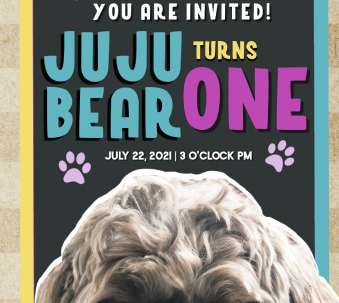 YOU ARE INVITED!
JUJU TURNS
BEAR ONE
JULY 22, 2021 | 3 O'CLOCK PM